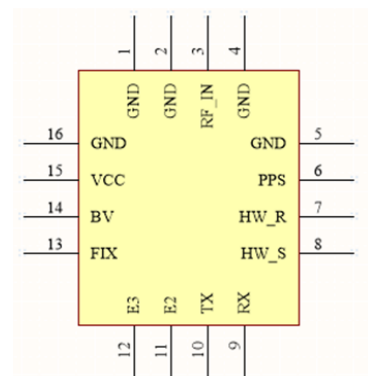 1 2 3 4
GND GND RF_IN GND
16 GND GND 5
15 VCC PPS 6
14 BV HW_R 7
13 FIX HW_S 8
E3 E2 TX RX
12 11 10 9